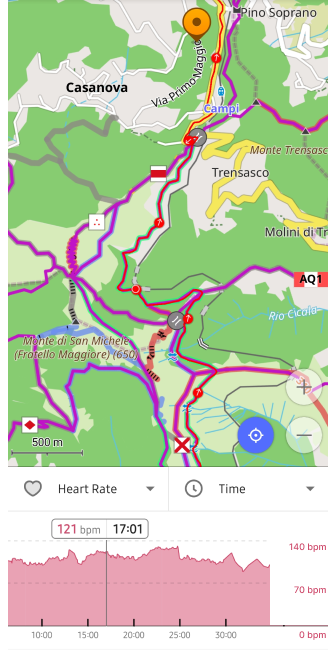 Pino Soprano
Casanova
Via Primo Maggio
Campi
Monte Trensasco
Trensasco
Molini di Tr
AQ1
Rio Cicala
Monte di San Michele
(Fratello Maggiore) (650)
500 m
Heart Rate
Time
121 bpm 17:01
140 bpm
70 bpm
0 bpm
10:00 15:00 20:00 25:00 30:00